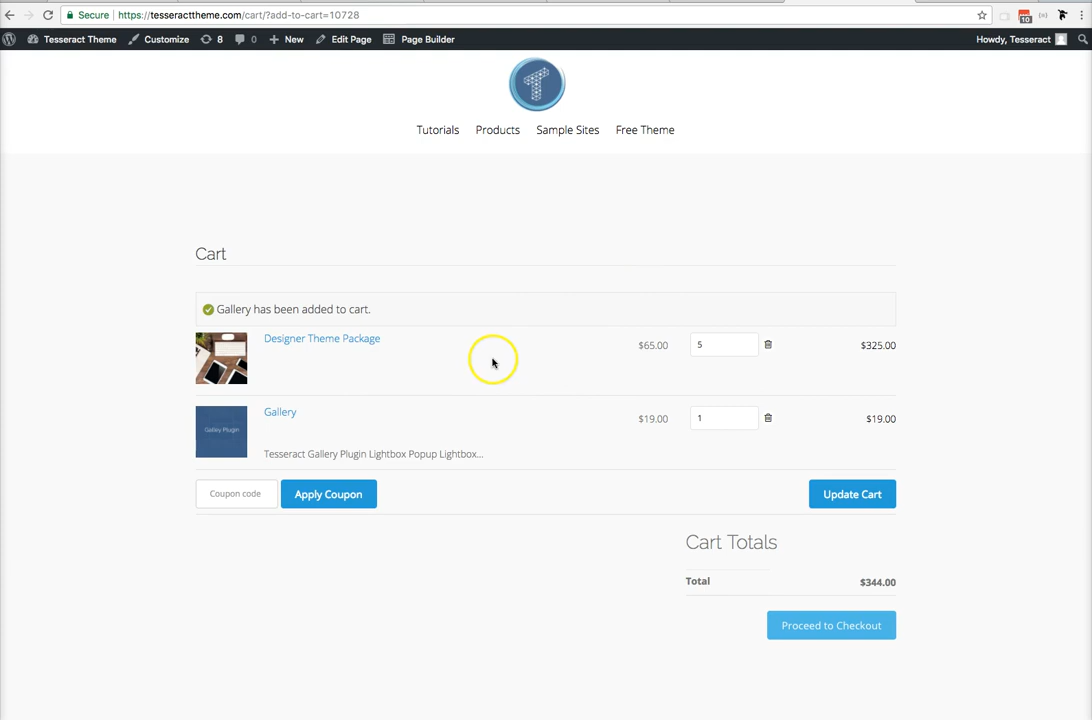 Secure https://tesseracttheme.com/cart/?add-to-cart=10728
10
Tesseract Theme Customize 8 0 New Edit Page Page Builder Howdy, Tesseract
T
Tutorials Products Sample Sites Free Theme
Cart
Gallery has been added to cart.
Designer Theme Package $65.00 5 $325.00
Gallery $19.00 1 $19.00
Galley Plugin
Tesseract Gallery Plugin Lightbox Popup Lightbox...
Coupon code Apply Coupon Update Cart
Cart Totals
Total $344.00
Proceed to Checkout